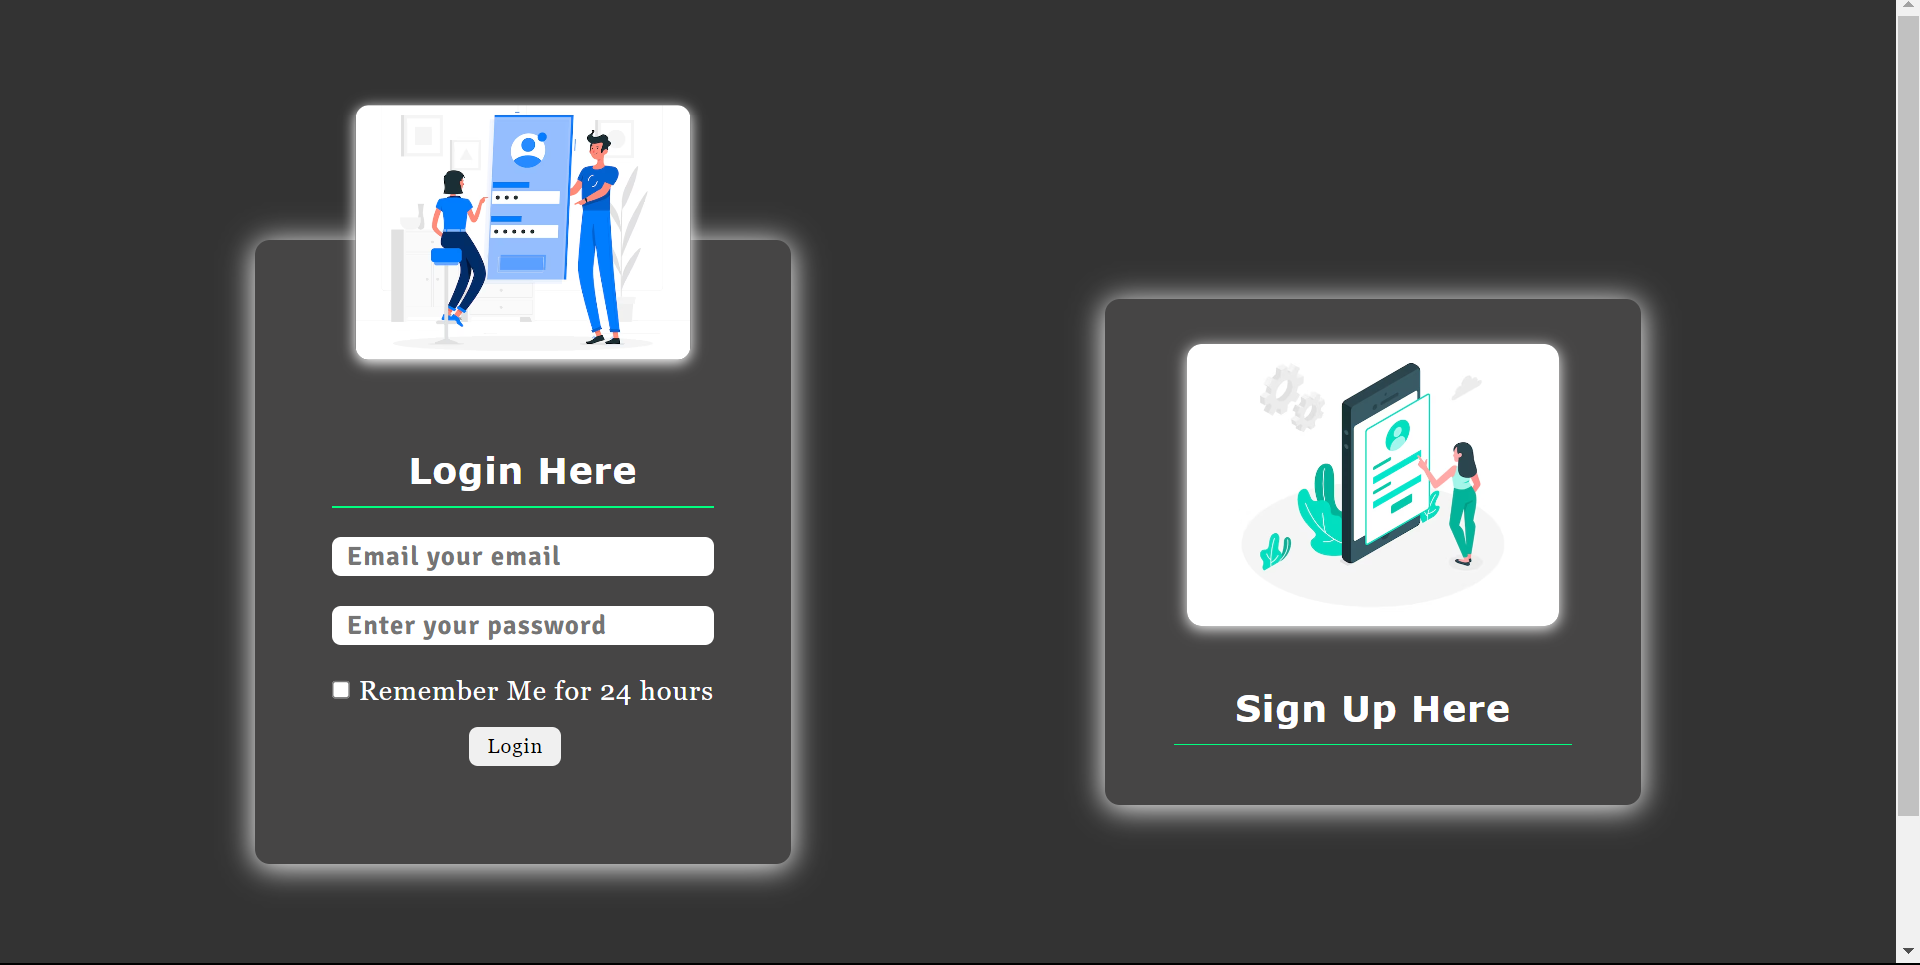 Login Here
Email your email
Enter your password
Remember Me for 24 hours
Login
Sign Up Here